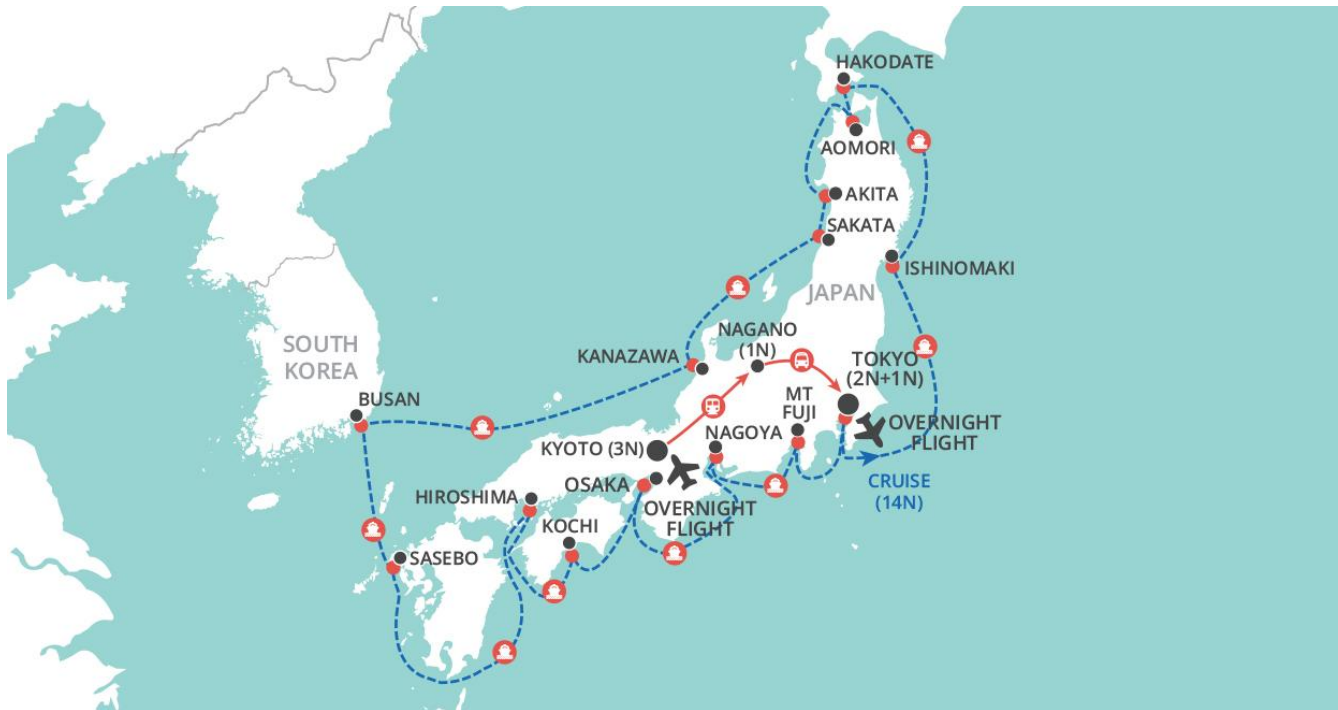 HAKODATE
AOMORI
AKITA
SAKATA
ISHINOMAKI
JAPAN
SOUTH
KOREA
NAGANO
(1N)
KANAZAWA
TOKYO
(2N+1N)
BUSAN
MT
FUJI
OVERNIGHT
FLIGHT
NAGOYA
KYOTO (3N)
CRUISE
(14N)
OSAKA
HIROSHIMA
OVERNIGHT
FLIGHT
KOCHI
SASEBO